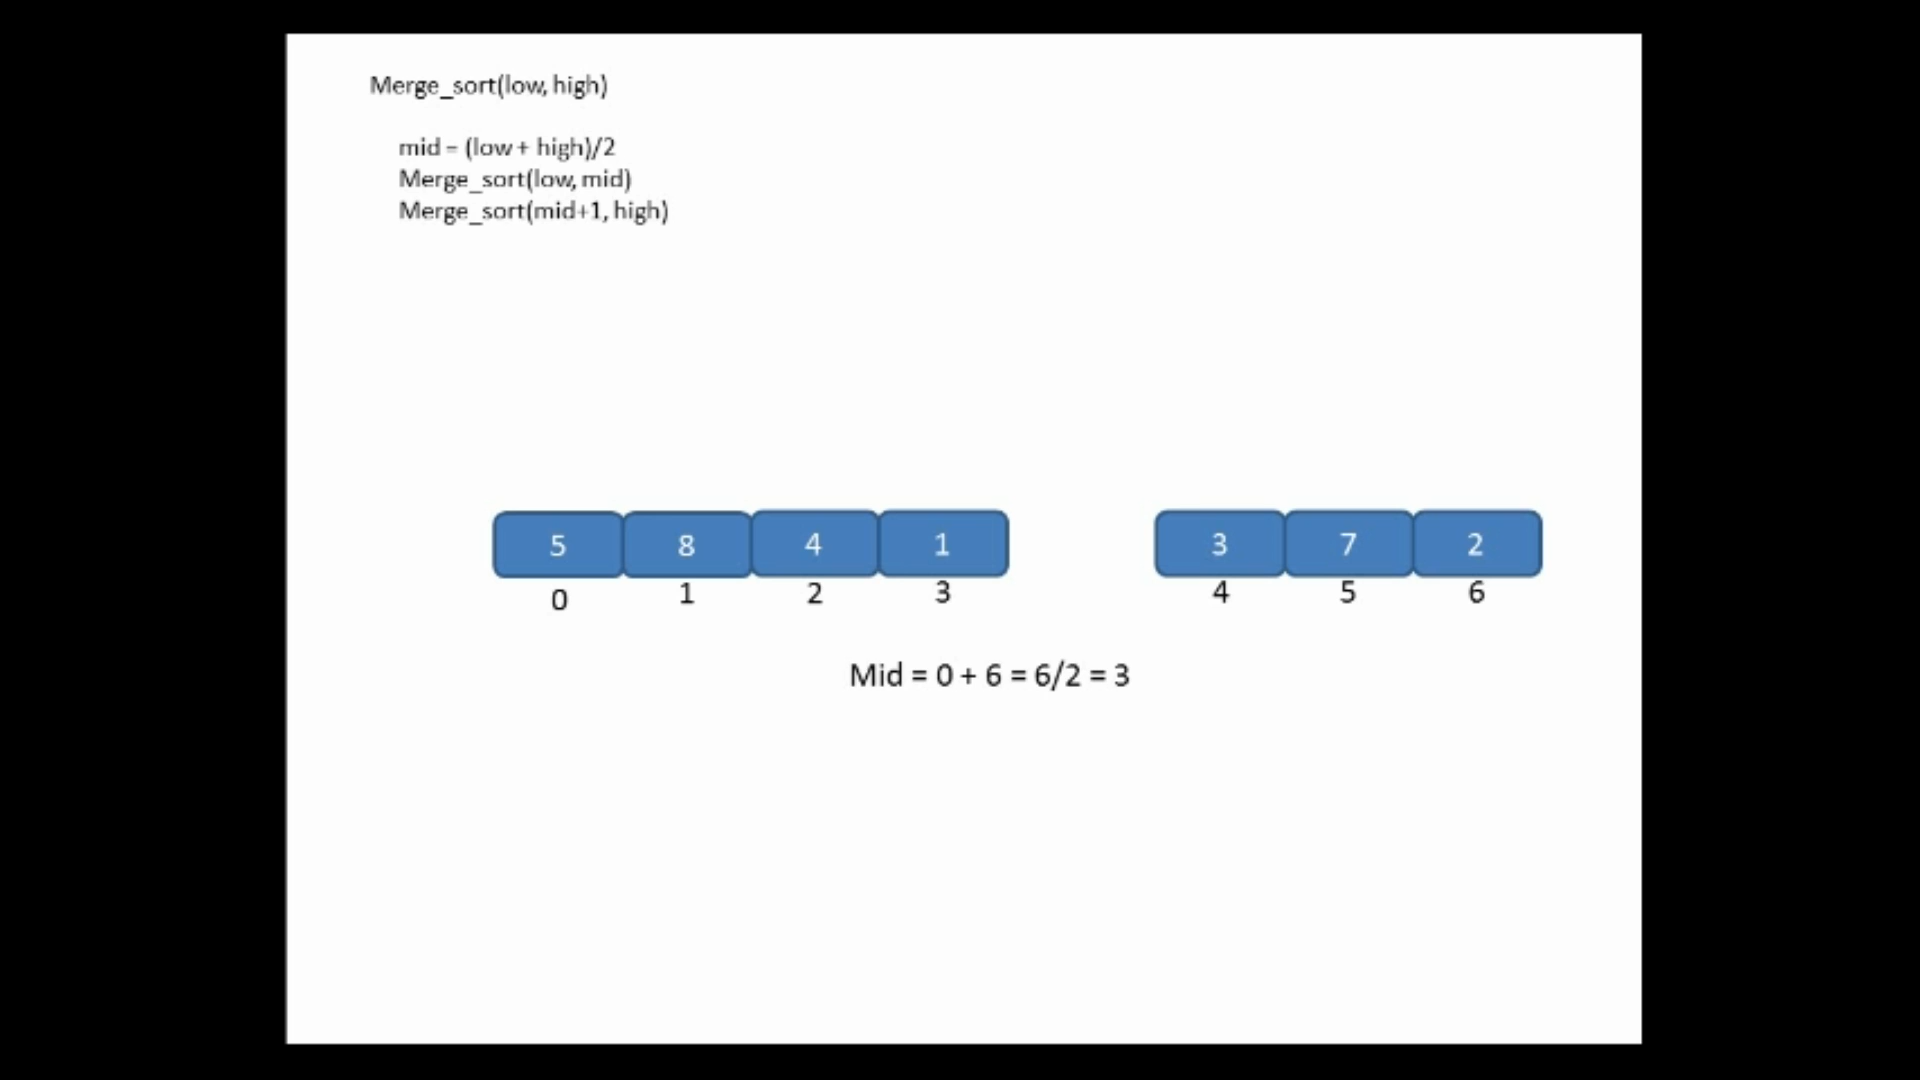 Merge_sort(low, high)
mid = (low + high)/2
Merge_sort(low, mid)
Merge_sort(mid+1, high)
5 8 4 1 3 7 2
0 1 2 3 4 5 6
Mid = 0 + 6 = 6/2 = 3